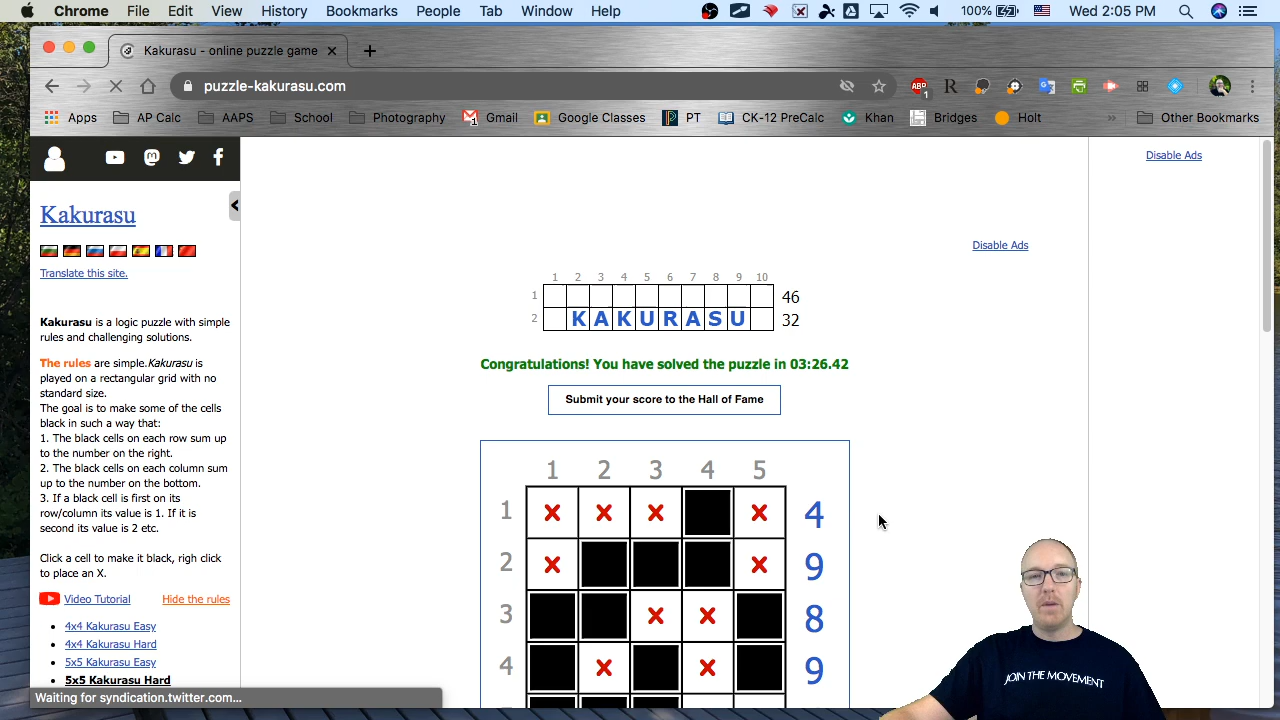 Chrome File Edit View History Bookmarks People Tab Window Help 100% Wed 2:05 PM
Kakurasu - online puzzle game
puzzle-kakurasu.com
ABP 1 R
Apps AP Calc AAPS School Photography Gmail Google Classes PT CK-12 PreCalc Khan Bridges Holt » Other Bookmarks
Disable Ads
Kakurasu
Translate this site.
Kakurasu is a logic puzzle with simple
rules and challenging solutions.
The rules are simple.Kakurasu is
played on a rectangular grid with no
standard size.
The goal is to make some of the cells
black in such a way that:
1. The black cells on each row sum up
to the number on the right.
2. The black cells on each column sum
up to the number on the bottom.
3. If a black cell is first on its
row/column its value is 1. If it is
second its value is 2 etc.
Click a cell to make it black, righ click
to place an X.
Video Tutorial Hide the rules
4x4 Kakurasu Easy
4x4 Kakurasu Hard
5x5 Kakurasu Easy
5x5 Kakurasu Hard
Waiting for syndication.twitter.com...
Disable Ads
1 2 3 4 5 6 7 8 9 10
1 46
2 KAKURASU 32
Congratulations! You have solved the puzzle in 03:26.42
Submit your score to the Hall of Fame
1 2 3 4 5
1 4
2 9
3 8
4 9
JOIN THE MOVEMENT